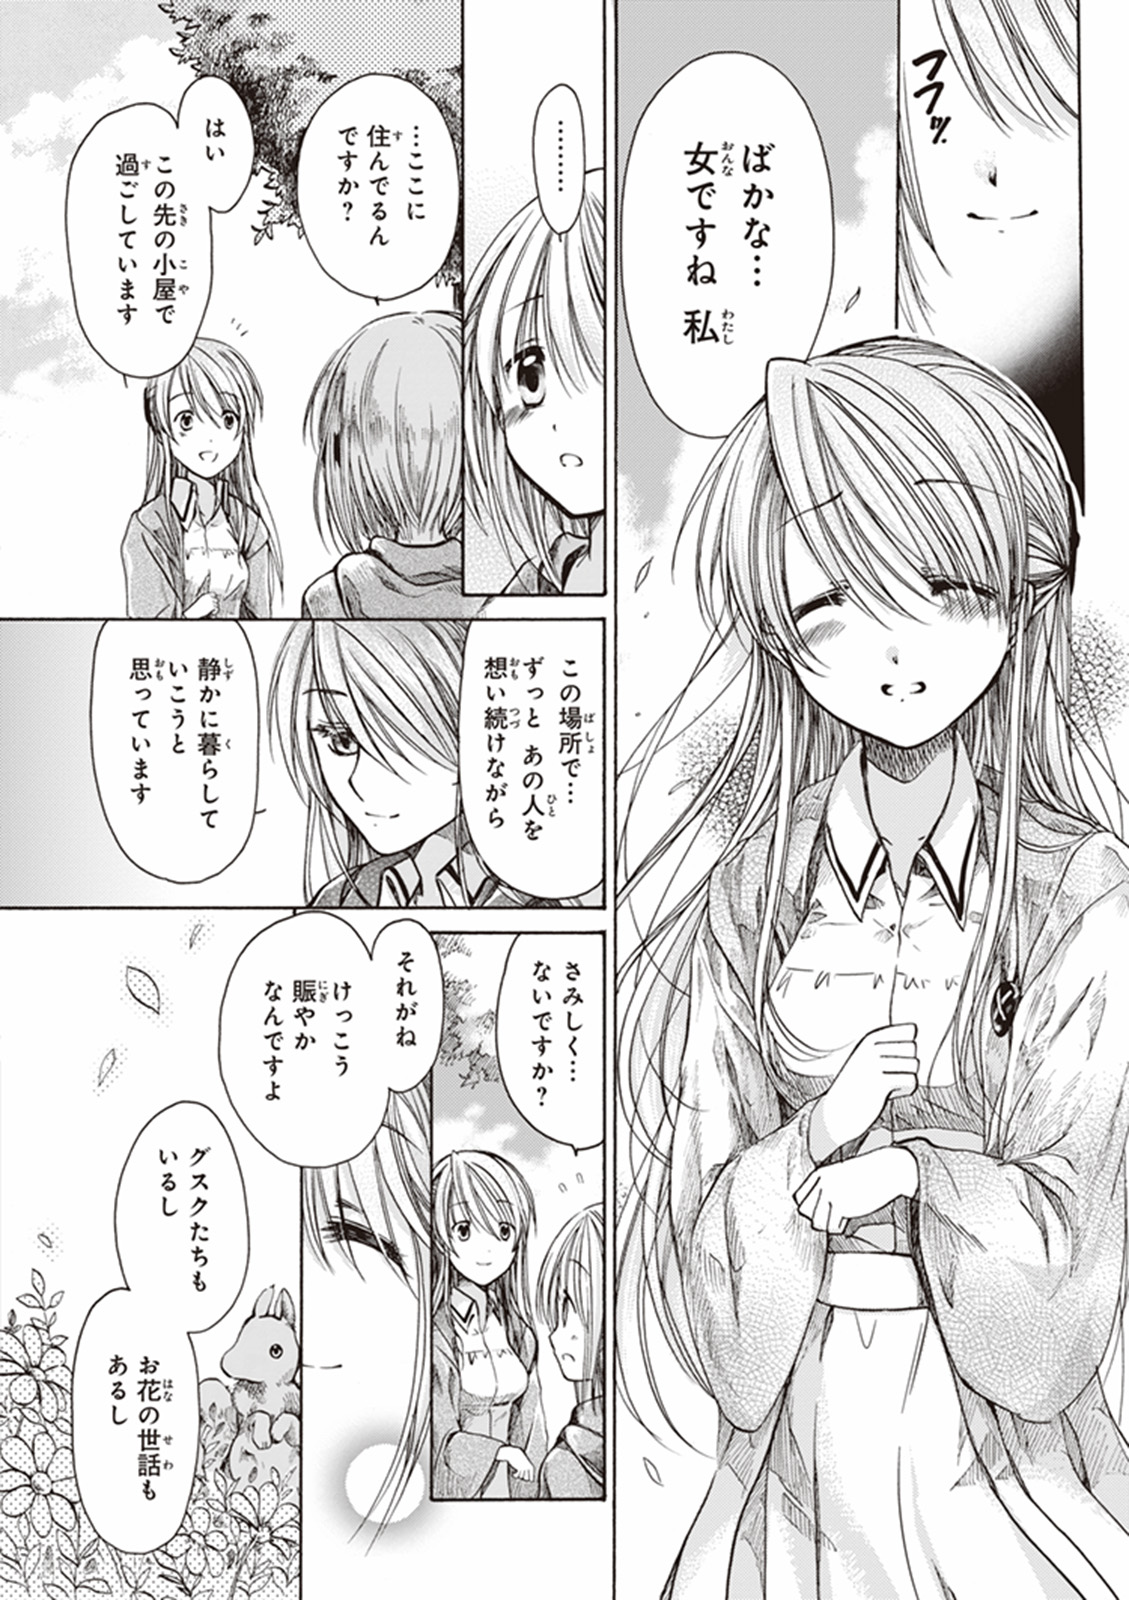 フフッ
ばかな…
女ですね 私
………
…ここに
住んでるん
ですか？
はい
この先の小屋で
過ごしています
この場所で…
ずっと あの人を
想い続けながら
静かに暮らして
いこうと
思っています
さみしく…
ないですか？
それがね
けっこう
賑やか
なんですよ
グスクたちも
いるし
お花の世話も
あるし